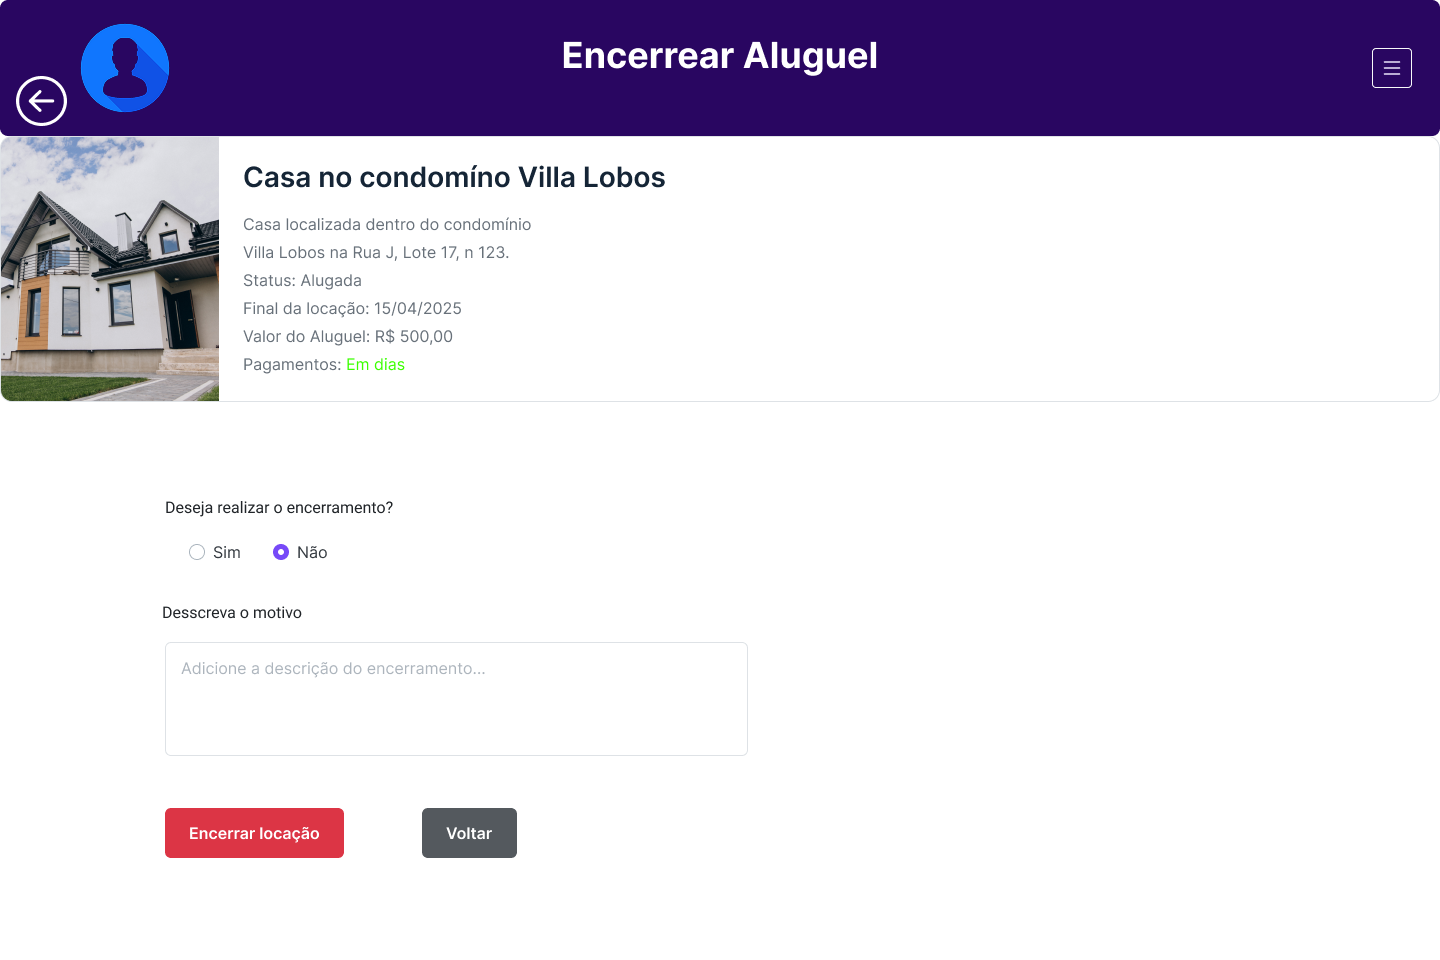 Encerrear Aluguel
Casa no condomíno Villa Lobos
Casa localizada dentro do condomínio
Villa Lobos na Rua J, Lote 17, n 123.
Status: Alugada
Final da locação: 15/04/2025
Valor do Aluguel: R$ 500,00
Pagamentos: Em dias
Deseja realizar o encerramento?
Sim Não
Desscreva o motivo
Adicione a descrição do encerramento...
Encerrar locação Voltar